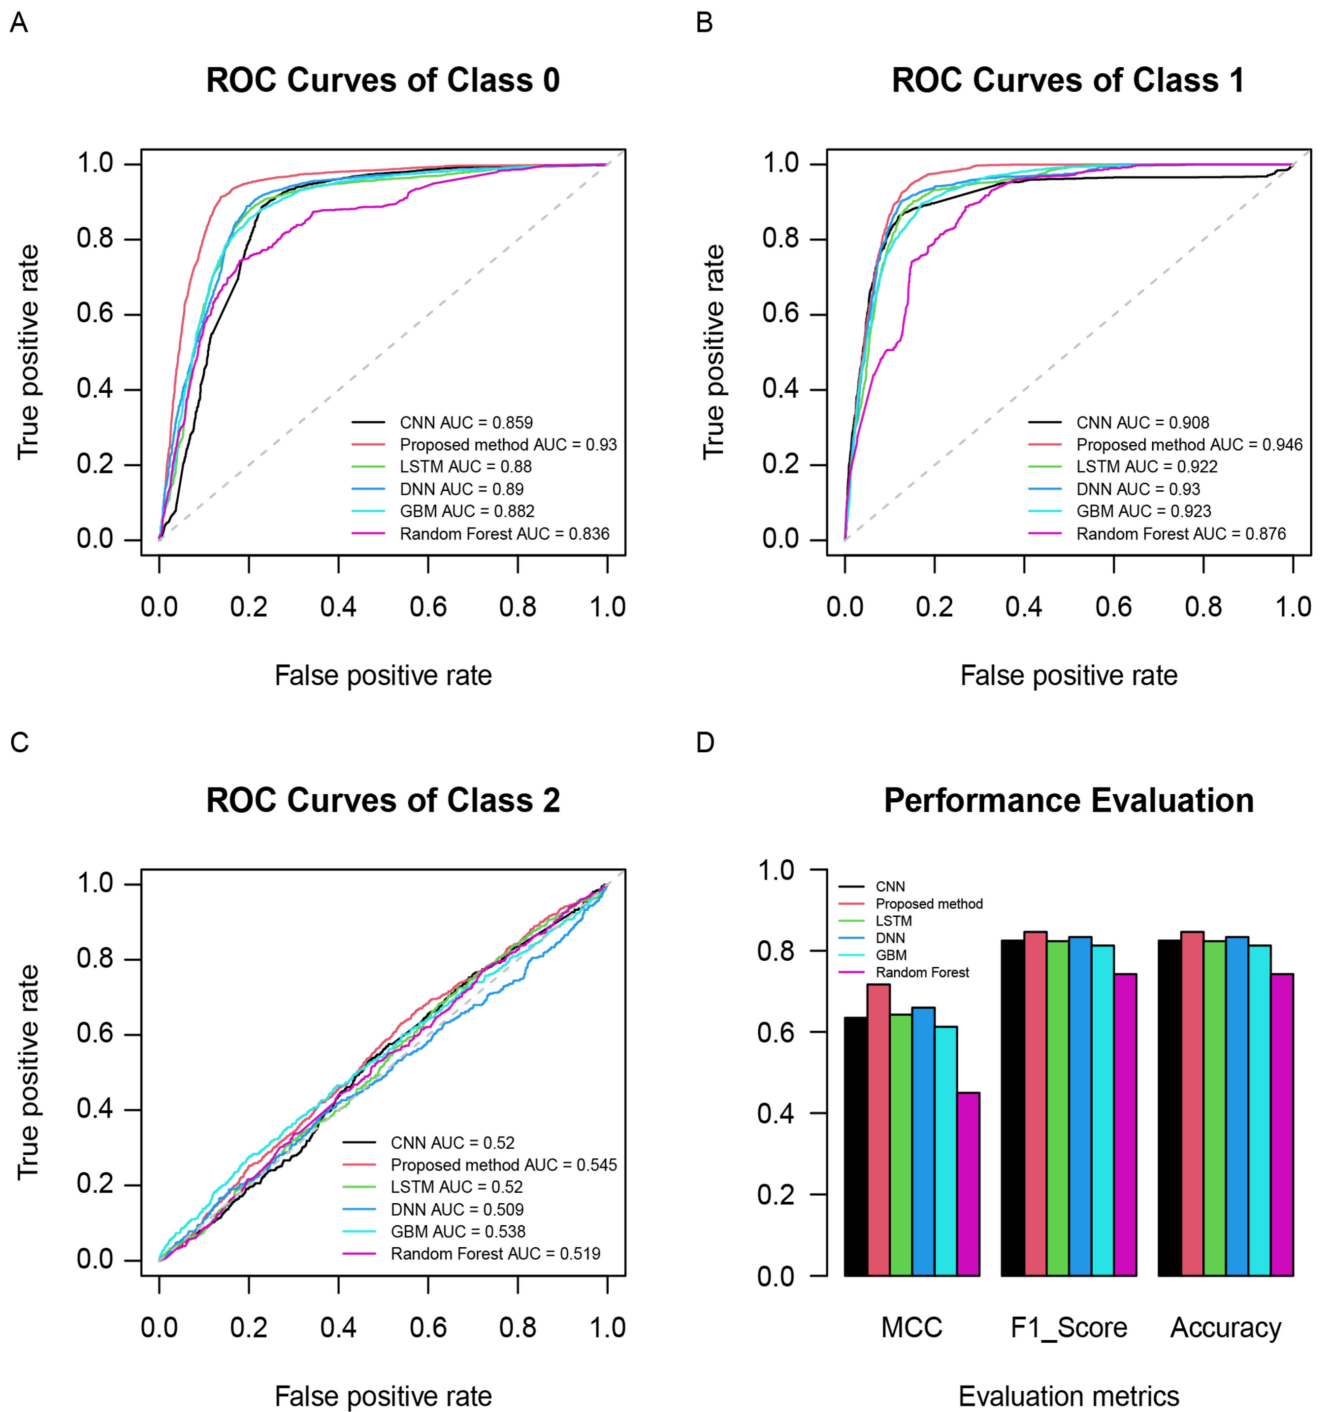 A
ROC Curves of Class 0
True positive rate
1.0
0.8
0.6
0.4
0.2
0.0
CNN AUC = 0.859
Proposed method AUC = 0.93
LSTM AUC = 0.88
DNN AUC = 0.89
GBM AUC = 0.882
Random Forest AUC = 0.836
0.0 0.2 0.4 0.6 0.8 1.0
False positive rate
B
ROC Curves of Class 1
True positive rate
1.0
0.8
0.6
0.4
0.2
0.0
CNN AUC = 0.908
Proposed method AUC = 0.946
LSTM AUC = 0.922
DNN AUC = 0.93
GBM AUC = 0.923
Random Forest AUC = 0.876
0.0 0.2 0.4 0.6 0.8 1.0
False positive rate
C
ROC Curves of Class 2
True positive rate
1.0
0.8
0.6
0.4
0.2
0.0
CNN AUC = 0.52
Proposed method AUC = 0.545
LSTM AUC = 0.52
DNN AUC = 0.509
GBM AUC = 0.538
Random Forest AUC = 0.519
0.0 0.2 0.4 0.6 0.8 1.0
False positive rate
D
Performance Evaluation
1.0
0.8
0.6
0.4
0.2
0.0
CNN
Proposed method
LSTM
DNN
GBM
Random Forest
MCC F1_Score Accuracy
Evaluation metrics